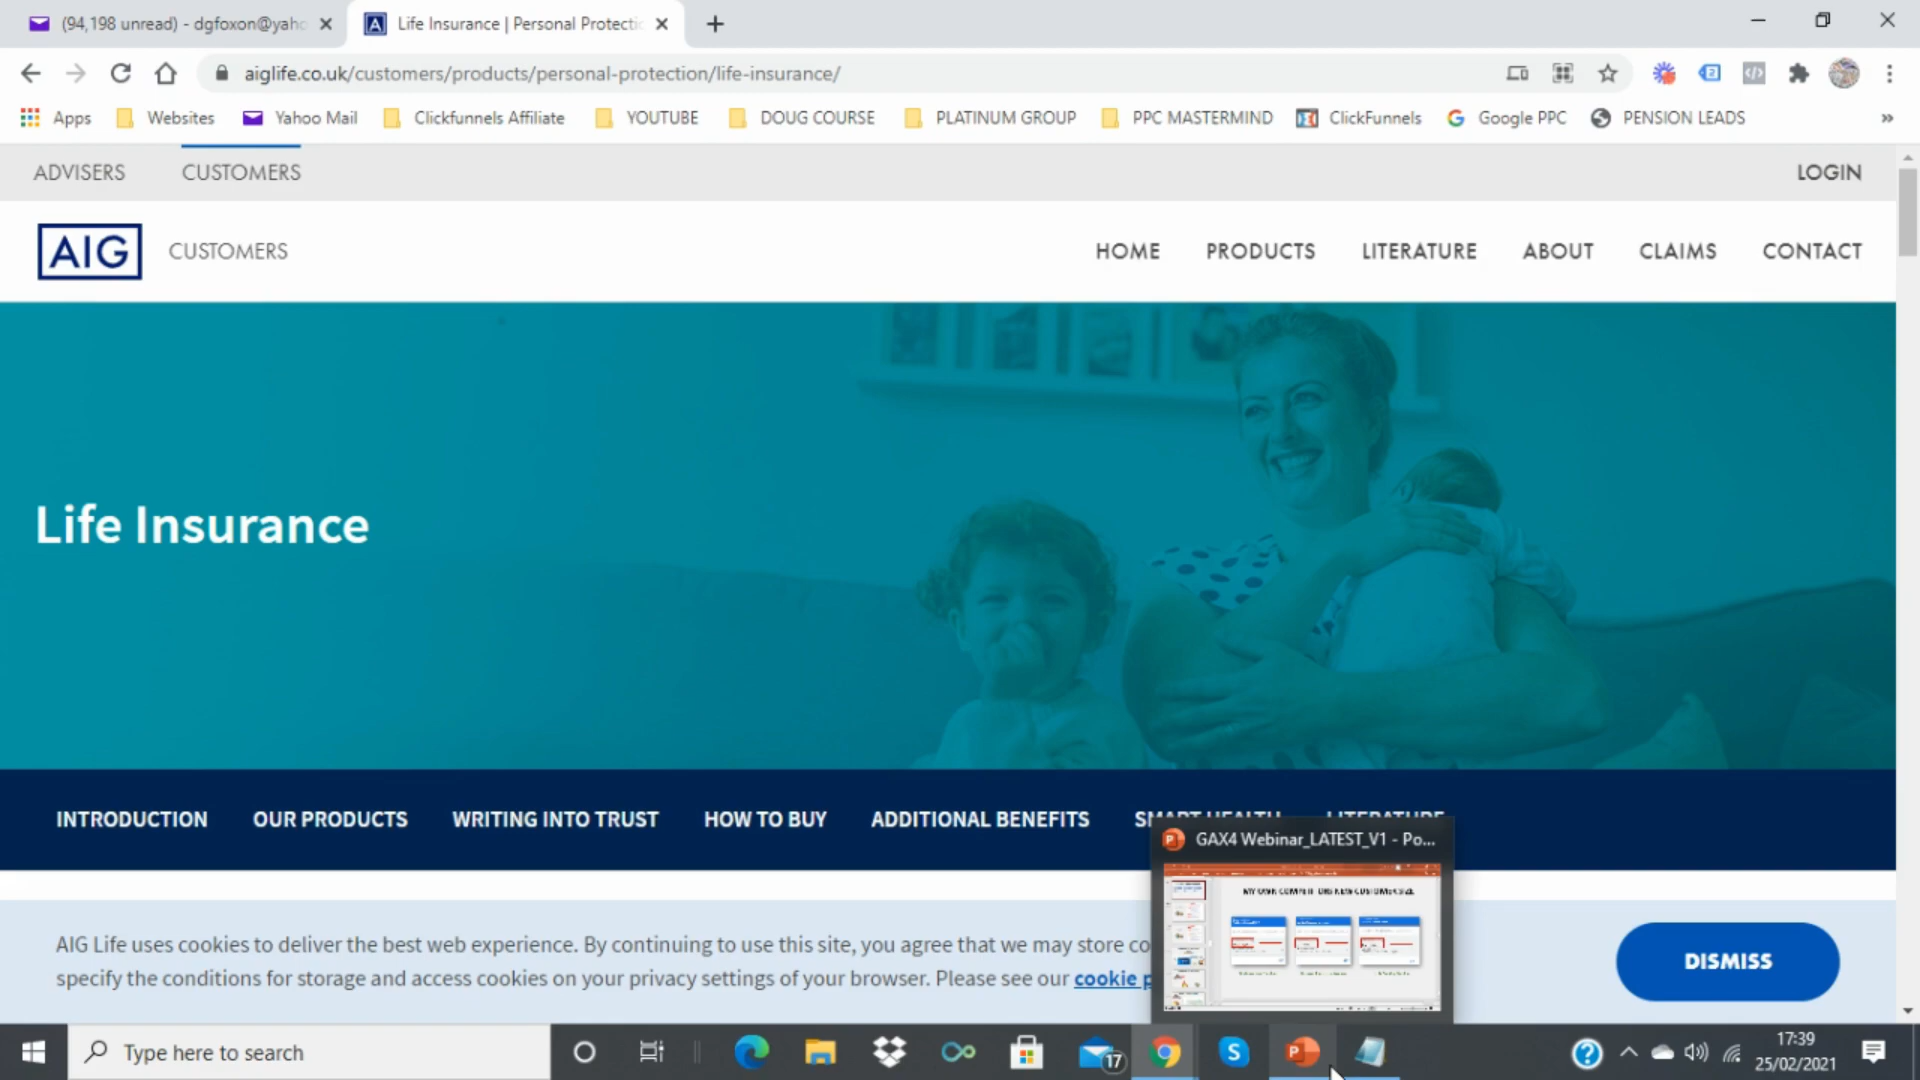 (94,198 unread) - dgfoxon@yaho
Life Insurance | Personal Protectio
aiglife.co.uk/customers/products/personal-protection/life-insurance/
Apps
Websites
Yahoo Mail
Clickfunnels Affiliate
YOUTUBE
DOUG COURSE
PLATINUM GROUP
PPC MASTERMIND
ClickFunnels
Google PPC
PENSION LEADS
»
ADVISERS
CUSTOMERS
LOGIN
AIG
CUSTOMERS
HOME
PRODUCTS
LITERATURE
ABOUT
CLAIMS
CONTACT
Life Insurance
INTRODUCTION
OUR PRODUCTS
WRITING INTO TRUST
HOW TO BUY
ADDITIONAL BENEFITS
SMART HEALTH
LITERATURE
GAX4 Webinar_LATEST_V1 - Po...
AIG Life uses cookies to deliver the best web experience. By continuing to use this site, you agree that we may store co
specify the conditions for storage and access cookies on your privacy settings of your browser. Please see our cookie p
DISMISS
Type here to search
17
17:39
25/02/2021